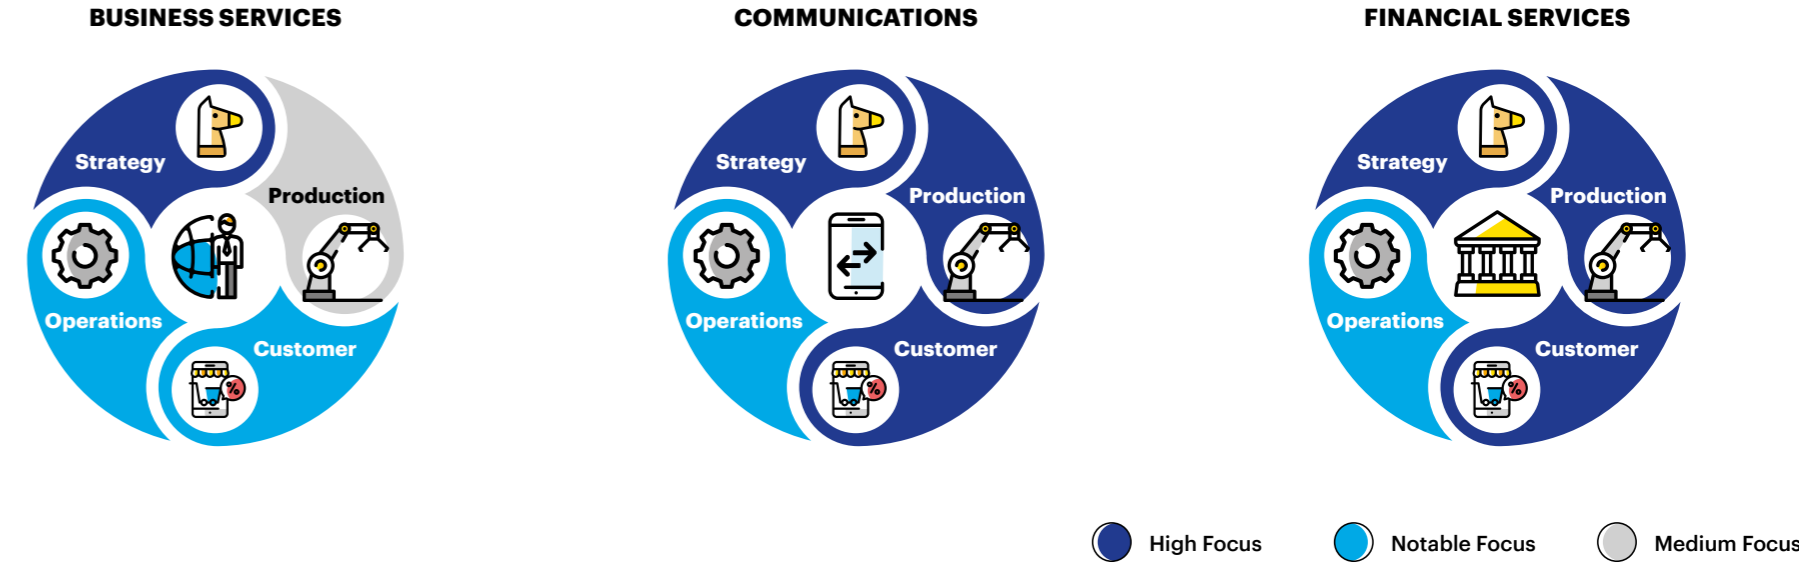 BUSINESS SERVICES
Strategy
Production
Operations
Customer
%
COMMUNICATIONS
Strategy
Production
Operations
Customer
%
FINANCIAL SERVICES
Strategy
Production
Operations
Customer
%
High Focus
Notable Focus
Medium Focus